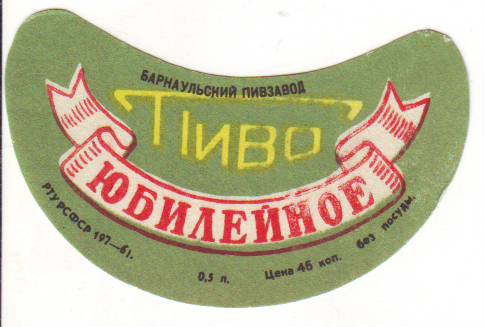 БАРНАУЛЬСКИЙ ПИВЗАВОД
ПИВО
ЮБИЛЕЙНОЕ
РТУ РСФСР 197—61.
0,5 л.
Цена 46 коп. без посуды.